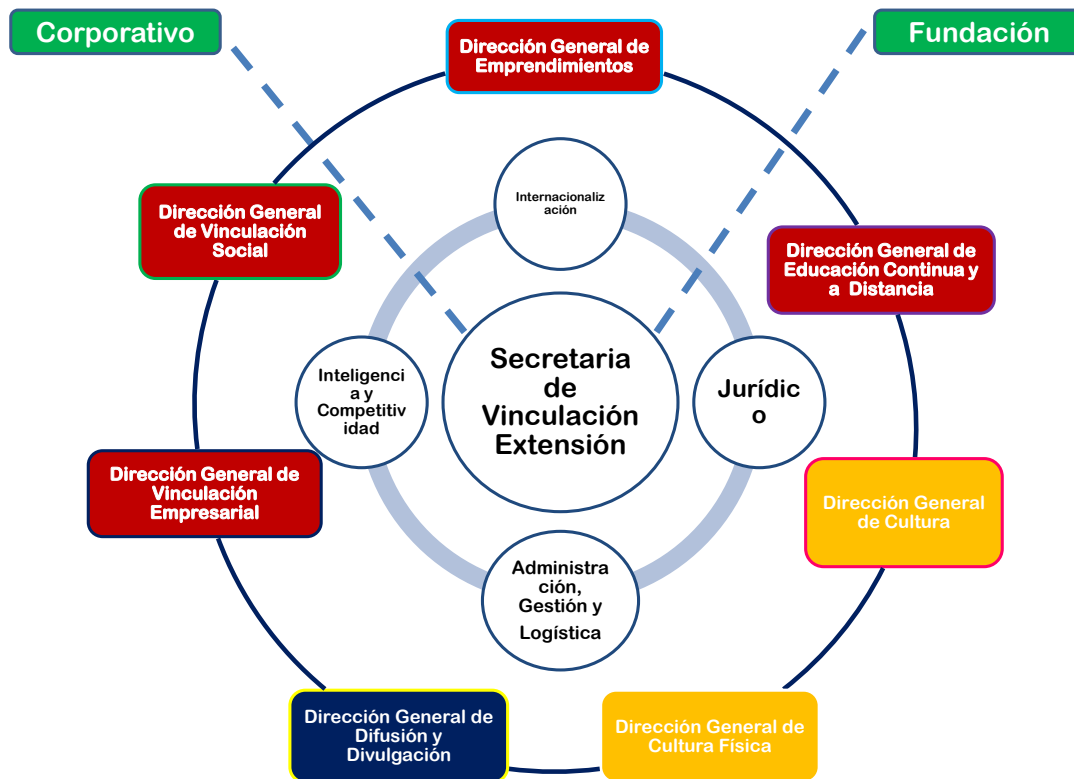 Corporativo
Fundación
Dirección General de
Emprendimientos
Internacionaliz
ación
Dirección General
de Vinculación
Social
Dirección General de
Educación Continua y
a Distancia
Secretaria
de
Vinculación
Extensión
Inteligenci
a y
Competitiv
idad
Jurídic
o
Dirección General de
Vinculación
Empresarial
Dirección General
de Cultura
Administra
ción,
Gestión y
Logística
Dirección General de
Difusión y
Divulgación
Dirección General de
Cultura Física